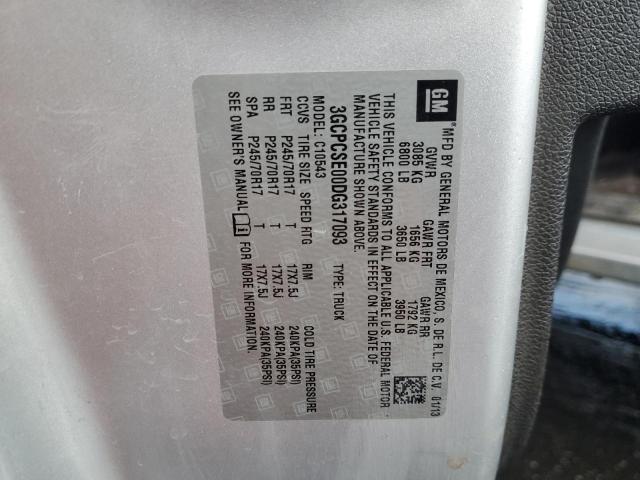 GM
MFD BY GENERAL MOTORS DE MEXICO, S. DE R.L. DE C.V. 01/13
GVWR GAWR FRT GAWR RR
3085 KG 1656 KG 1792 KG
6800 LB 3650 LB 3950 LB
THIS VEHICLE CONFORMS TO ALL APPLICABLE U.S. FEDERAL MOTOR
VEHICLE SAFETY STANDARDS IN EFFECT ON THE DATE OF
MANUFACTURE SHOWN ABOVE.
3GCPCSE00DG317093 TYPE: TRUCK
MODEL: C10543
CCVS TIRE SIZE SPEED RTG RIM COLD TIRE PRESSURE
FRT P245/70R17 T 17X7.5J 240KPA(35PSI)
RR P245/70R17 T 17X7.5J 240KPA(35PSI)
SPA P245/70R17 T 17X7.5J 240KPA(35PSI)
SEE OWNER'S MANUAL FOR MORE INFORMATION